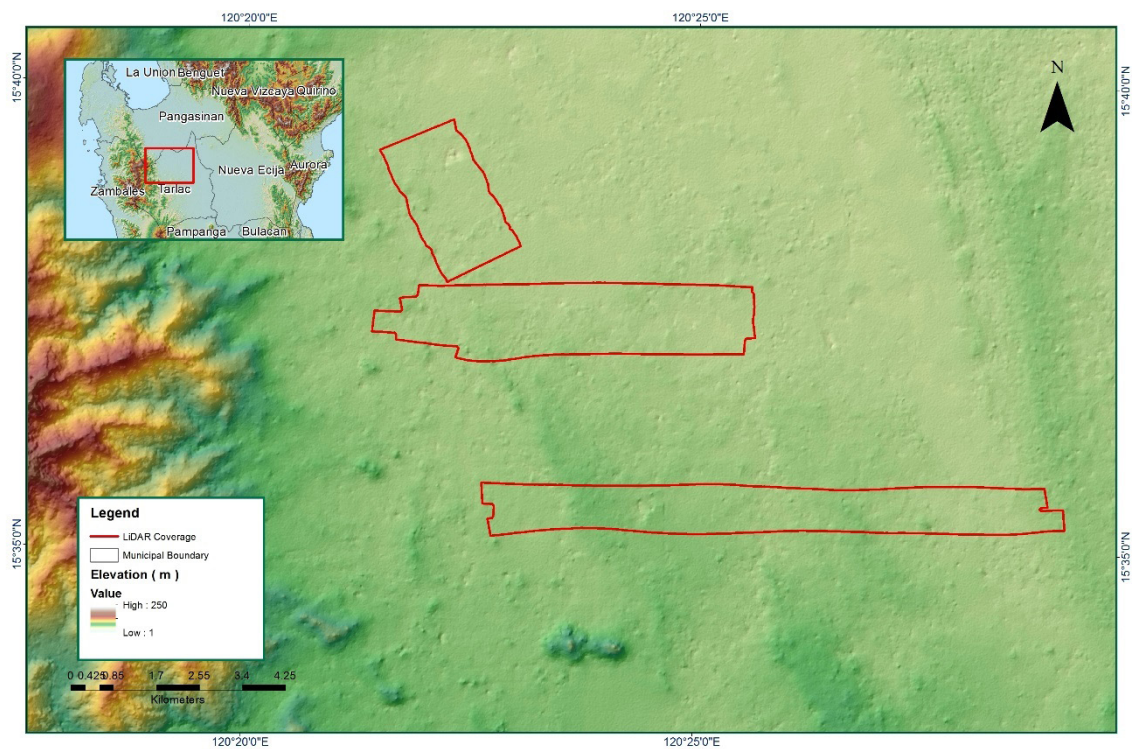 120°20'0"E
120°25'0"E
15°40'0"N
15°40'0"N
N
La Union
Benguet
Nueva Vizcaya
Quirino
Pangasinan
Nueva Ecija
Aurora
Zambales
Tarlac
Pampanga
Bulacan
15°35'0"N
15°35'0"N
Legend
LiDAR Coverage
Municipal Boundary
Elevation ( m )
Value
High : 250
Low : 1
0 0.425 0.85 1.7 2.55 3.4 4.25
Kilometers
120°20'0"E
120°25'0"E